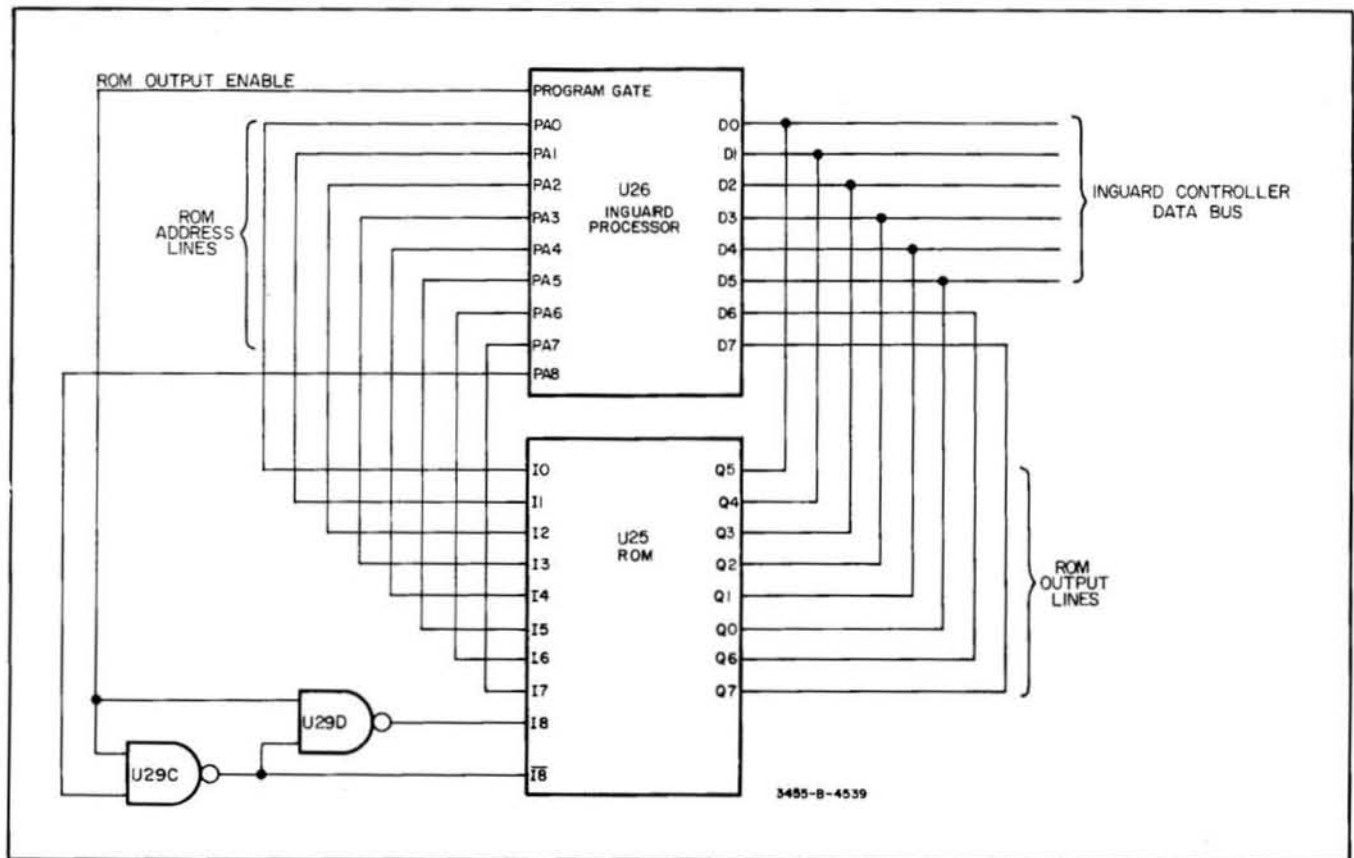 ROM OUTPUT ENABLE
PROGRAM GATE
PA0
PA1
PA2
PA3
PA4
PA5
PA6
PA7
PA8
ROM
ADDRESS
LINES
U26
INGUARD
PROCESSOR
D0
D1
D2
D3
D4
D5
D6
D7
INGUARD CONTROLLER
DATA BUS
I0
I1
I2
I3
I4
I5
I6
I7
I8
I8
U25
ROM
Q5
Q4
Q3
Q2
Q1
Q0
Q6
Q7
ROM
OUTPUT
LINES
U29D
U29C
3455-B-4539